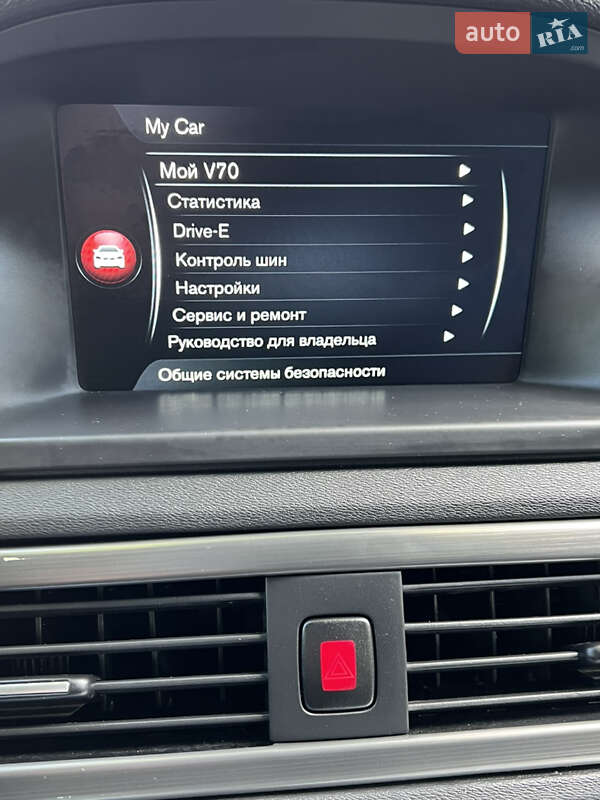 auto RIA
.com
My Car
Мой V70
Статистика
Drive-E
Контроль шин
Настройки
Сервис и ремонт
Руководство для владельца
Общие системы безопасности